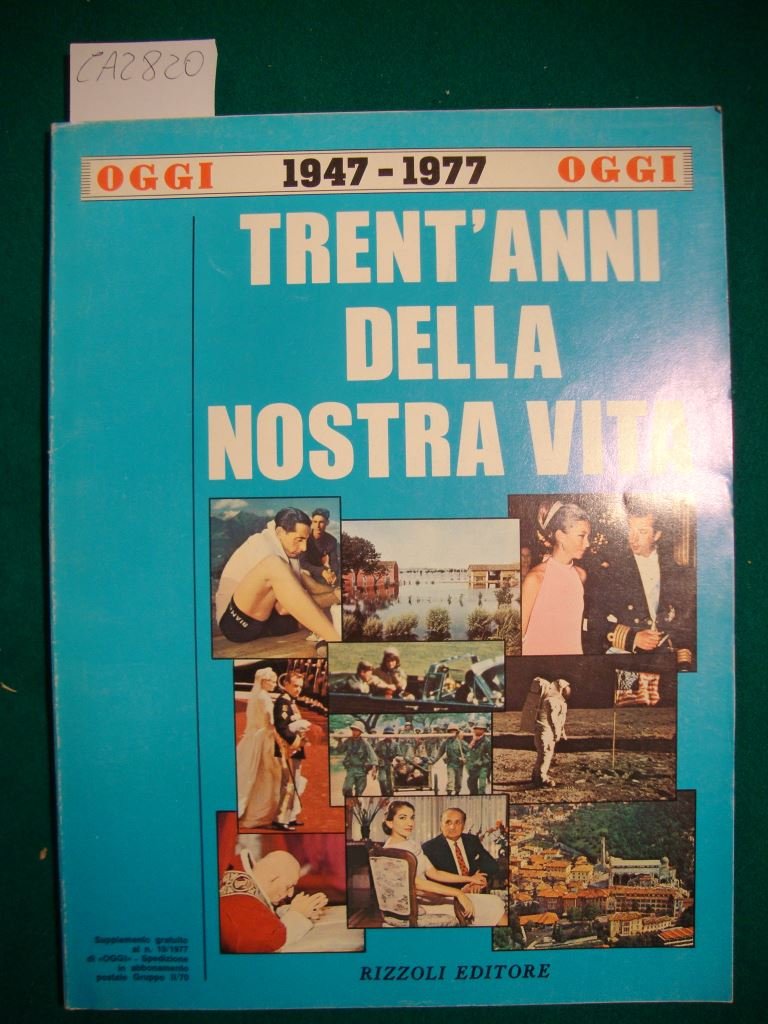 CA2820
OGGI 1947-1977 OGGI
TRENT'ANNI
DELLA
NOSTRA VITA
BIAN
Supplemento gratuito
al n. 19/1977
di «OGGI» - Spedizione
in abbonamento
postale Gruppo II/70
RIZZOLI EDITORE